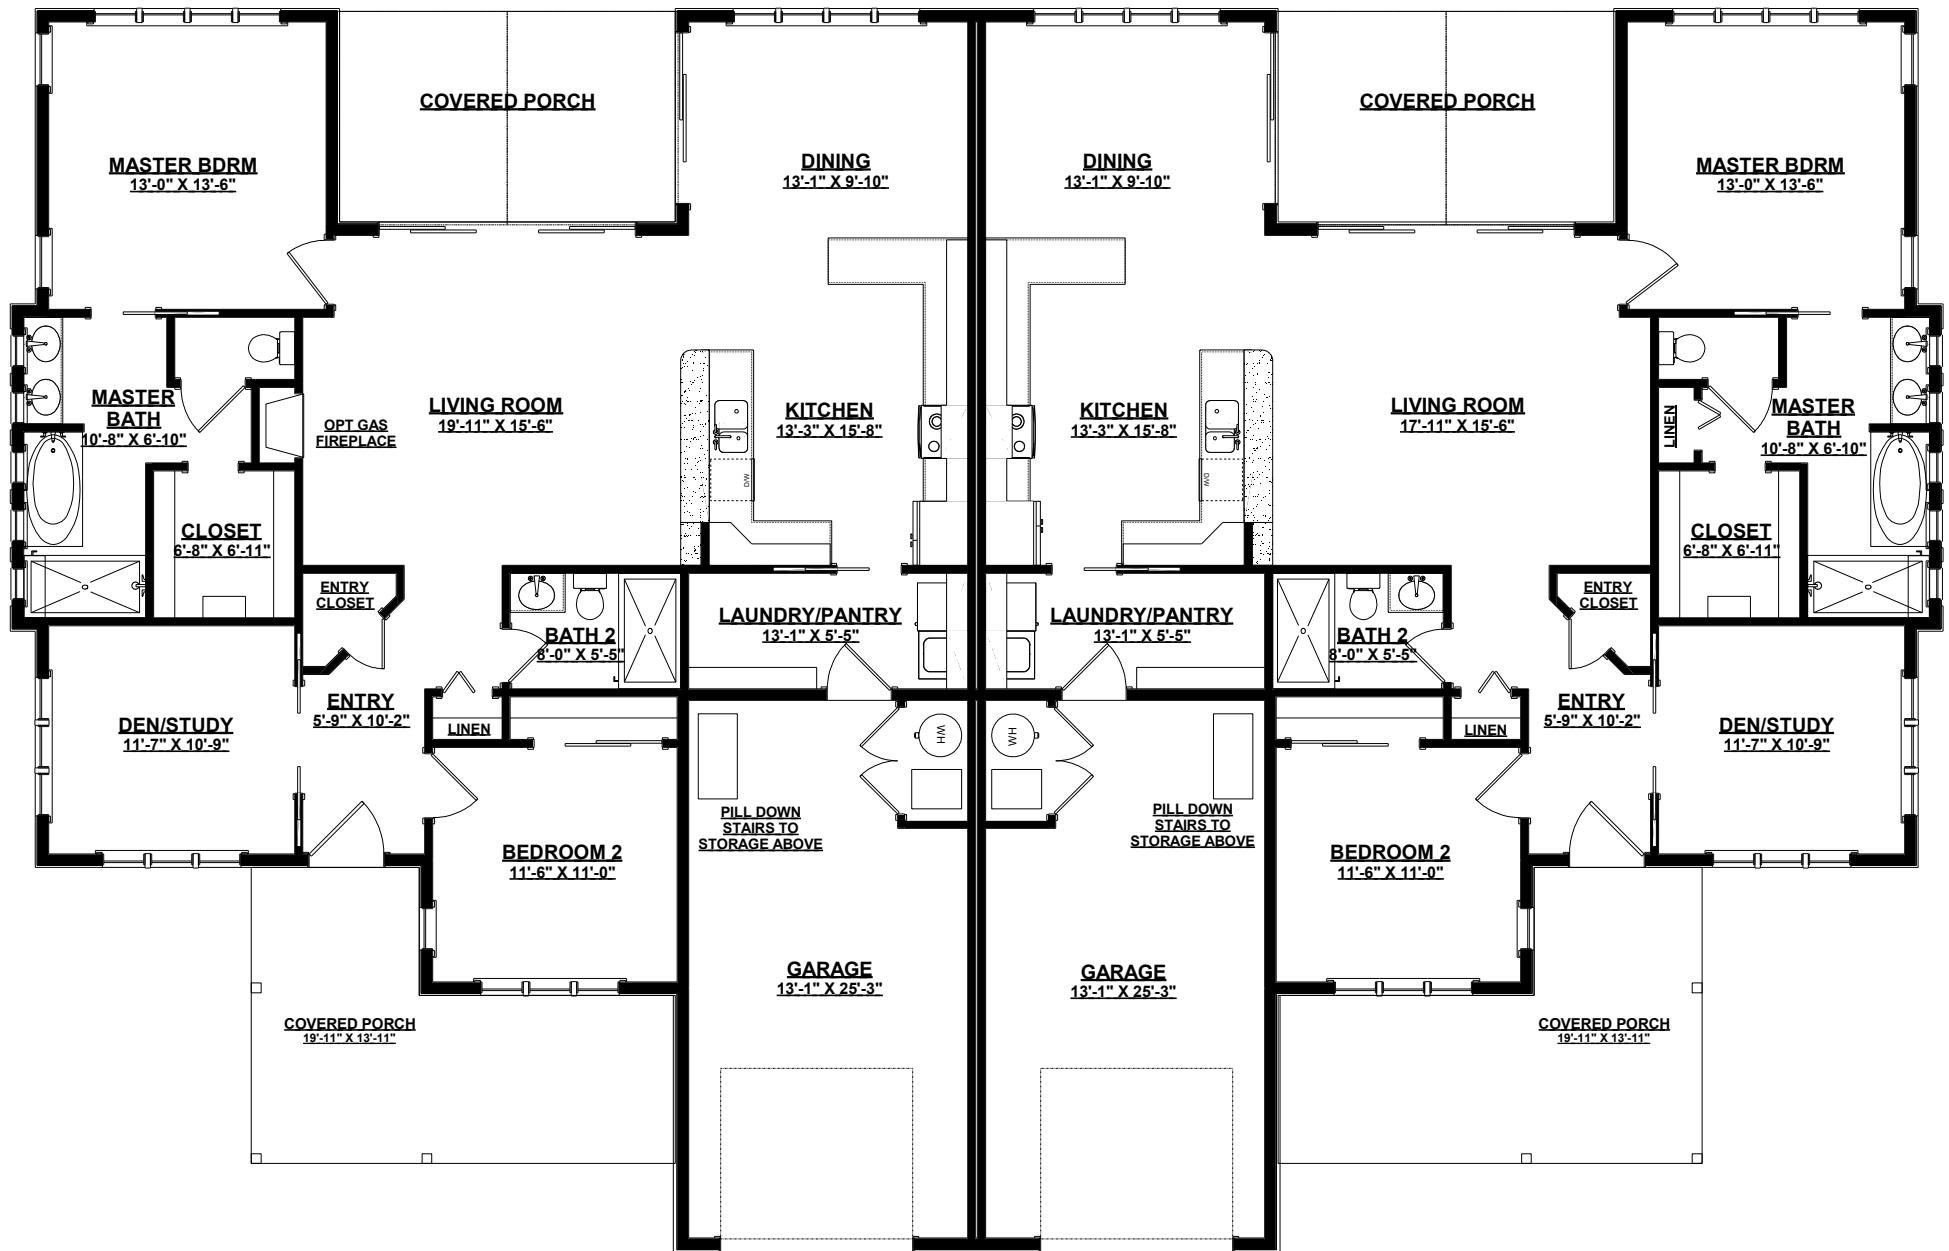 COVERED PORCH
COVERED PORCH
MASTER BDRM
13'-0" X 13'-6"
DINING
13'-1" X 9'-10"
DINING
13'-1" X 9'-10"
MASTER BDRM
13'-0" X 13'-6"
MASTER
BATH
10'-8" X 6'-10"
OPT GAS
FIREPLACE
LIVING ROOM
19'-11" X 15'-6"
KITCHEN
13'-3" X 15'-8"
D/W
KITCHEN
13'-3" X 15'-8"
D/W
LIVING ROOM
17'-11" X 15'-6"
LINEN
MASTER
BATH
10'-8" X 6'-10"
CLOSET
6'-8" X 6'-11"
CLOSET
6'-8" X 6'-11"
ENTRY
CLOSET
BATH 2
8'-0" X 5'-5"
LAUNDRY/PANTRY
13'-1" X 5'-5"
LAUNDRY/PANTRY
13'-1" X 5'-5"
BATH 2
8'-0" X 5'-5"
ENTRY
CLOSET
DEN/STUDY
11'-7" X 10'-9"
ENTRY
5'-9" X 10'-2"
LINEN
WH
WH
LINEN
ENTRY
5'-9" X 10'-2"
DEN/STUDY
11'-7" X 10'-9"
PILL DOWN
STAIRS TO
STORAGE ABOVE
PILL DOWN
STAIRS TO
STORAGE ABOVE
BEDROOM 2
11'-6" X 11'-0"
BEDROOM 2
11'-6" X 11'-0"
GARAGE
13'-1" X 25'-3"
GARAGE
13'-1" X 25'-3"
COVERED PORCH
19'-11" X 13'-11"
COVERED PORCH
19'-11" X 13'-11"